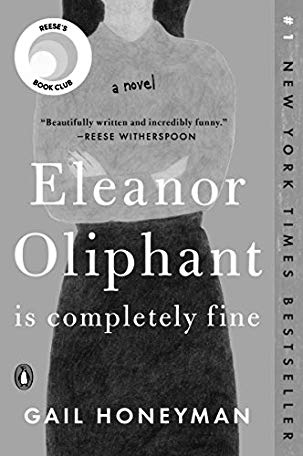 REESE'S
BOOK CLUB
a novel
"Beautifully written and incredibly funny."
—REESE WITHERSPOON
Eleanor
Oliphant
is completely fine
GAIL HONEYMAN
#1 NEW YORK TIMES BESTSELLER